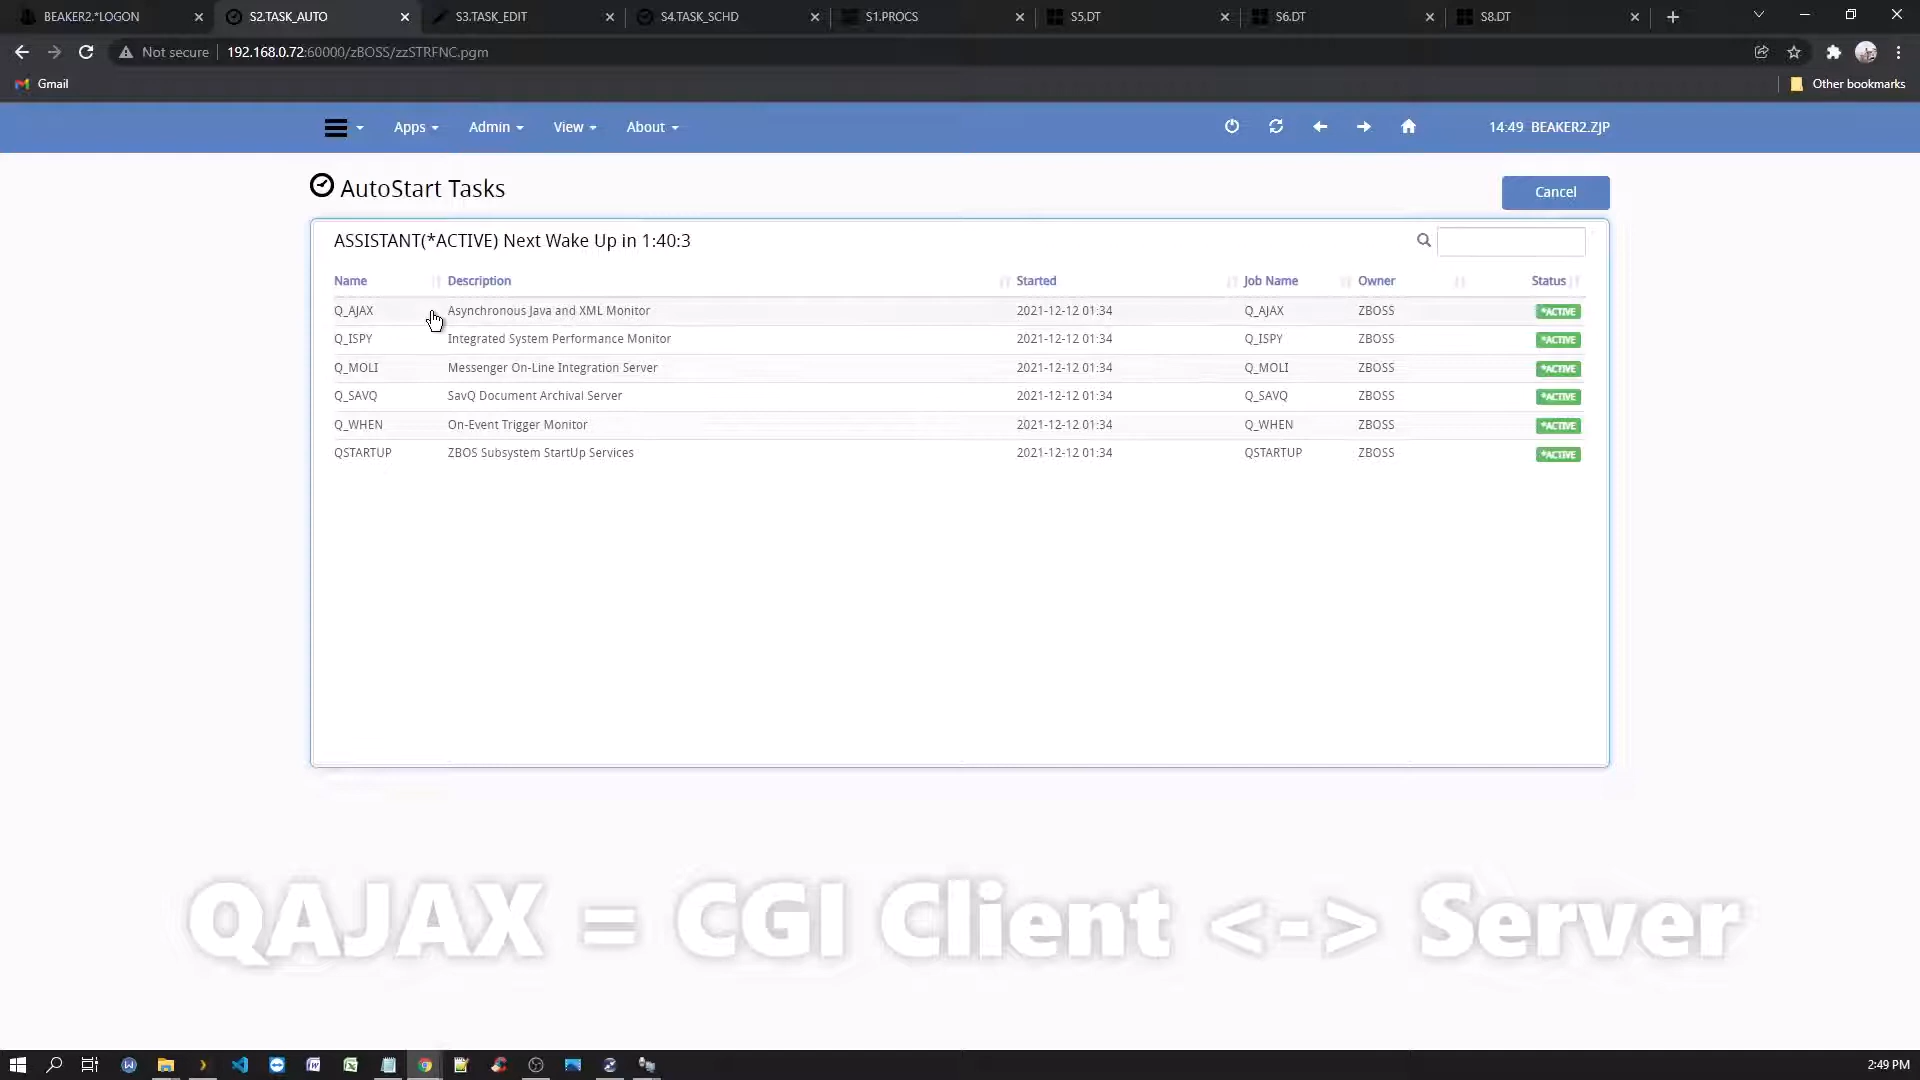 BEAKER2.*LOGON
S2.TASK_AUTO
S3.TASK_EDIT
S4.TASK_SCHD
S1.PROCS
S5.DT
S6.DT
S8.DT
Not secure 192.168.0.72:60000/zBOSS/zzSTRFNC.pgm
Gmail
Other bookmarks
Apps Admin View About 14:49 BEAKER2.ZJP
AutoStart Tasks
Cancel
ASSISTANT(*ACTIVE) Next Wake Up in 1:40:3
Name Description Started Job Name Owner Status
Q_AJAX Asynchronous Java and XML Monitor 2021-12-12 01:34 Q_AJAX ZBOSS *ACTIVE
Q_ISPY Integrated System Performance Monitor 2021-12-12 01:34 Q_ISPY ZBOSS *ACTIVE
Q_MOLI Messenger On-Line Integration Server 2021-12-12 01:34 Q_MOLI ZBOSS *ACTIVE
Q_SAVQ SavQ Document Archival Server 2021-12-12 01:34 Q_SAVQ ZBOSS *ACTIVE
Q_WHEN On-Event Trigger Monitor 2021-12-12 01:34 Q_WHEN ZBOSS *ACTIVE
QSTARTUP ZBOS Subsystem StartUp Services 2021-12-12 01:34 QSTARTUP ZBOSS *ACTIVE
QAJAX = CGI Client <-> Server
2:49 PM